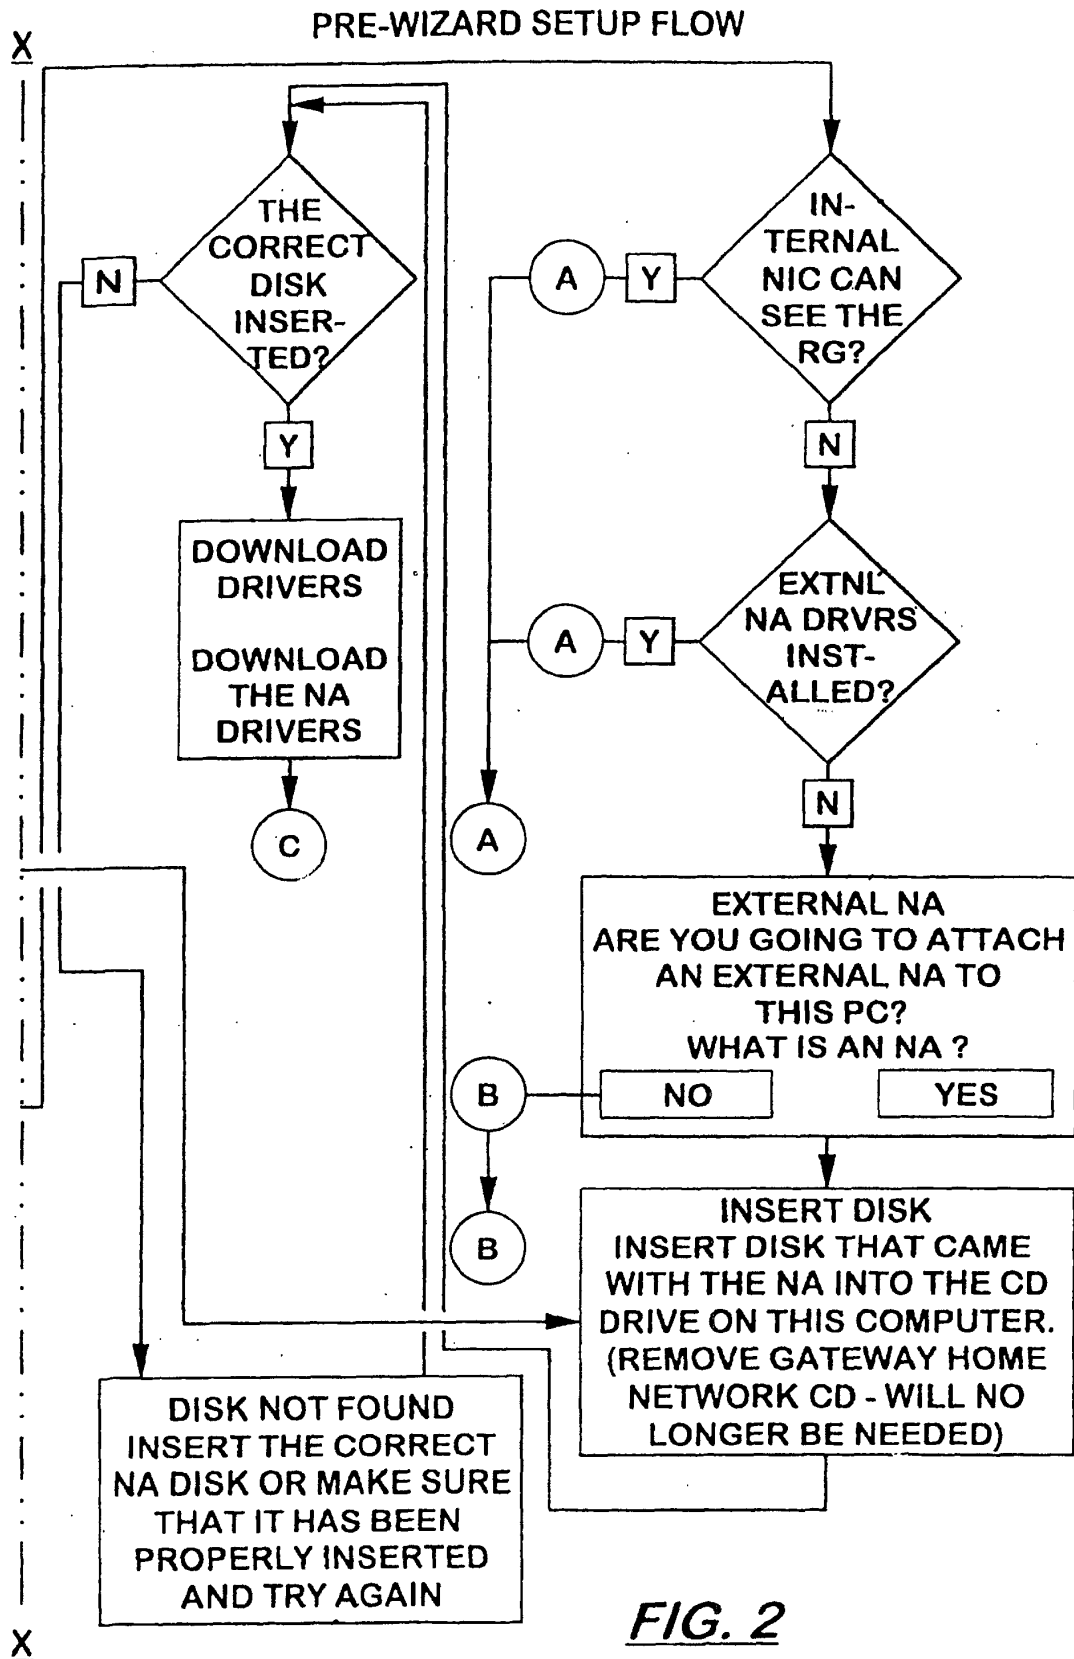 PRE-WIZARD SETUP FLOW
X
THE
CORRECT
DISK
INSER-
TED?
N
Y
DOWNLOAD
DRIVERS
DOWNLOAD
THE NA
DRIVERS
C
IN-
TERNAL
NIC CAN
SEE THE
RG?
Y
A
N
EXTNL
NA DRVRS
INST-
ALLED?
Y
A
A
N
EXTERNAL NA
ARE YOU GOING TO ATTACH
AN EXTERNAL NA TO
THIS PC?
WHAT IS AN NA ?
NO
YES
B
B
INSERT DISK
INSERT DISK THAT CAME
WITH THE NA INTO THE CD
DRIVE ON THIS COMPUTER.
(REMOVE GATEWAY HOME
NETWORK CD - WILL NO
LONGER BE NEEDED)
DISK NOT FOUND
INSERT THE CORRECT
NA DISK OR MAKE SURE
THAT IT HAS BEEN
PROPERLY INSERTED
AND TRY AGAIN
X
FIG. 2